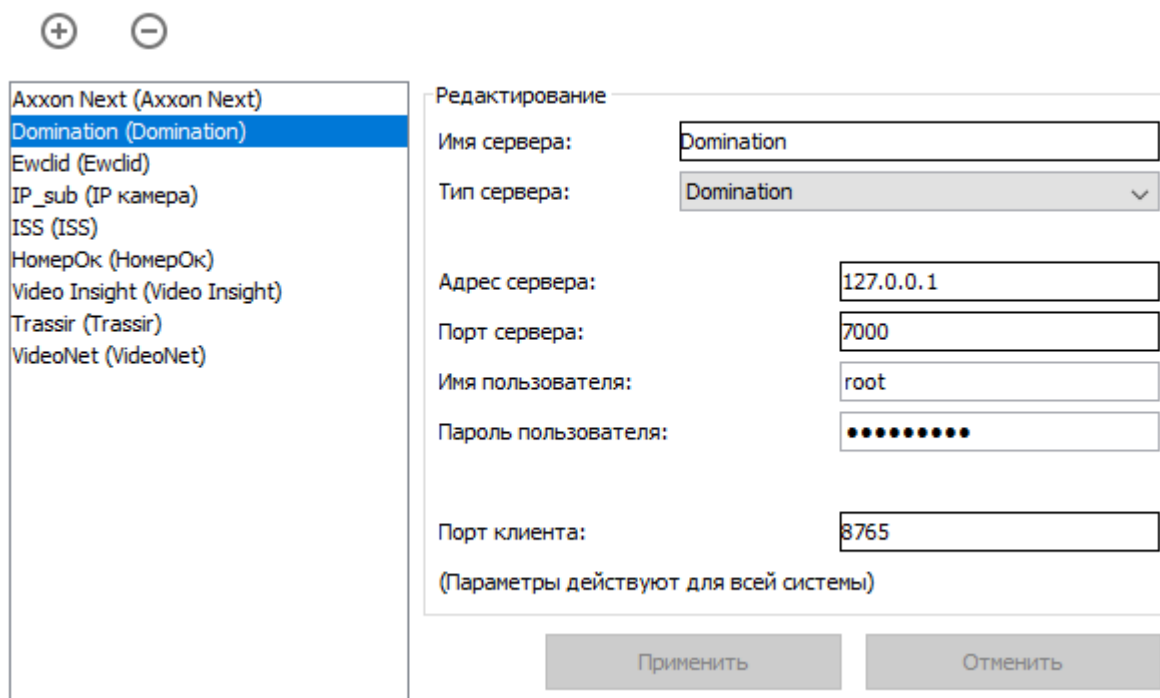 Axxon Next (Axxon Next)
Domination (Domination)
Ewclid (Ewclid)
IP_sub (IP камера)
ISS (ISS)
НомерОк (НомерОк)
Video Insight (Video Insight)
Trassir (Trassir)
VideoNet (VideoNet)
Редактирование
Имя сервера: Domination
Тип сервера: Domination
Адрес сервера: 127.0.0.1
Порт сервера: 7000
Имя пользователя: root
Пароль пользователя: •••••••••
Порт клиента: 8765
(Параметры действуют для всей системы)
Применить Отменить